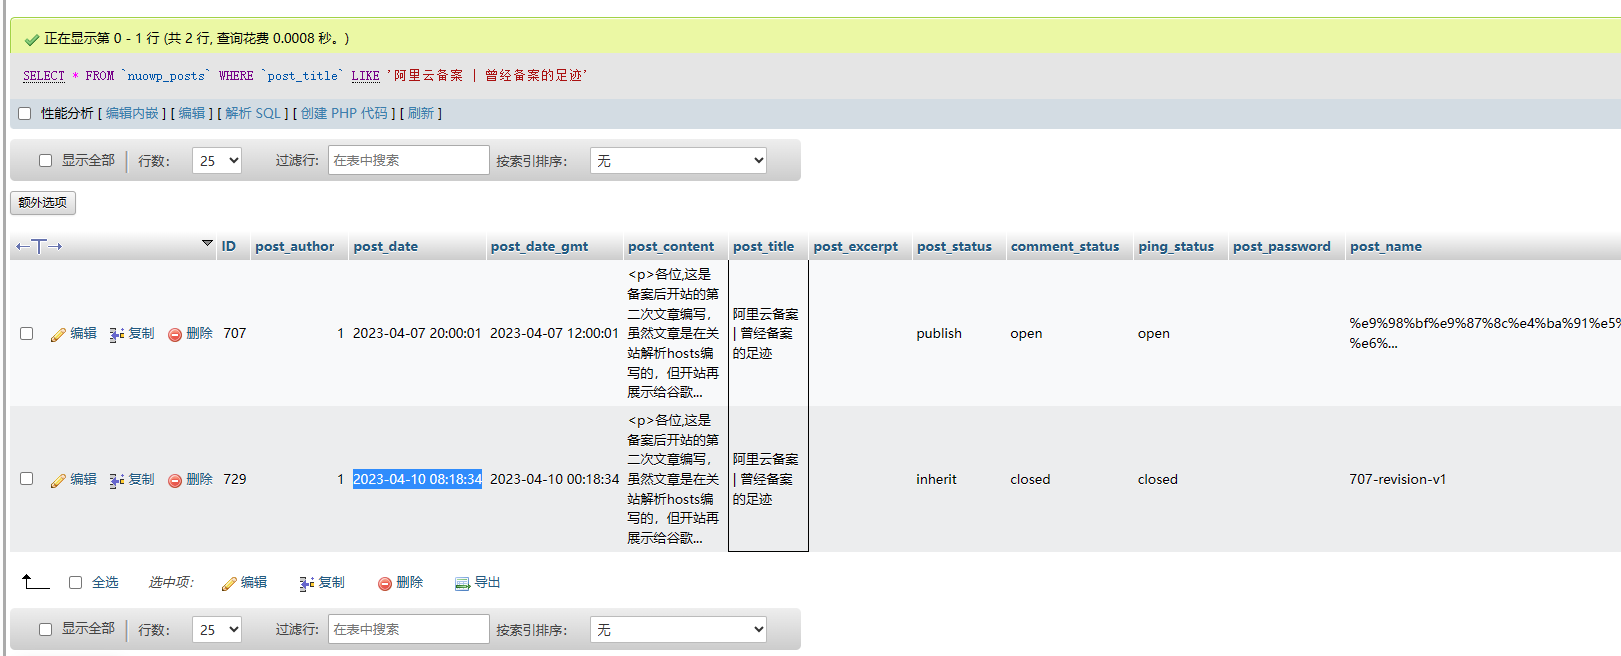 正在显示第 0 - 1 行 (共 2 行, 查询花费 0.0008 秒。)
SELECT * FROM `nuowp_posts` WHERE `post_title` LIKE '阿里云备案 | 曾经备案的足迹'
性能分析 [ 编辑内嵌 ] [ 编辑 ] [ 解析 SQL ] [ 创建 PHP 代码 ] [ 刷新 ]
显示全部 行数: 25 过滤行: 在表中搜索 按索引排序: 无
额外选项
←T→ ID post_author post_date post_date_gmt post_content post_title post_excerpt post_status comment_status ping_status post_password post_name
编辑 复制 删除 707 1 2023-04-07 20:00:01 2023-04-07 12:00:01
<p>各位,这是
备案后开站的第
二次文章编写，
虽然文章是在关
站解析hosts编
写的，但开站再
展示给谷歌...
阿里云备案
| 曾经备案
的足迹
publish open open
%e9%98%bf%e9%87%8c%e4%ba%91%e5%
%e6%...
编辑 复制 删除 729 1 2023-04-10 08:18:34 2023-04-10 00:18:34
<p>各位,这是
备案后开站的第
二次文章编写，
虽然文章是在关
站解析hosts编
写的，但开站再
展示给谷歌...
阿里云备案
| 曾经备案
的足迹
inherit closed closed 707-revision-v1
全选 选中项: 编辑 复制 删除 导出
显示全部 行数: 25 过滤行: 在表中搜索 按索引排序: 无